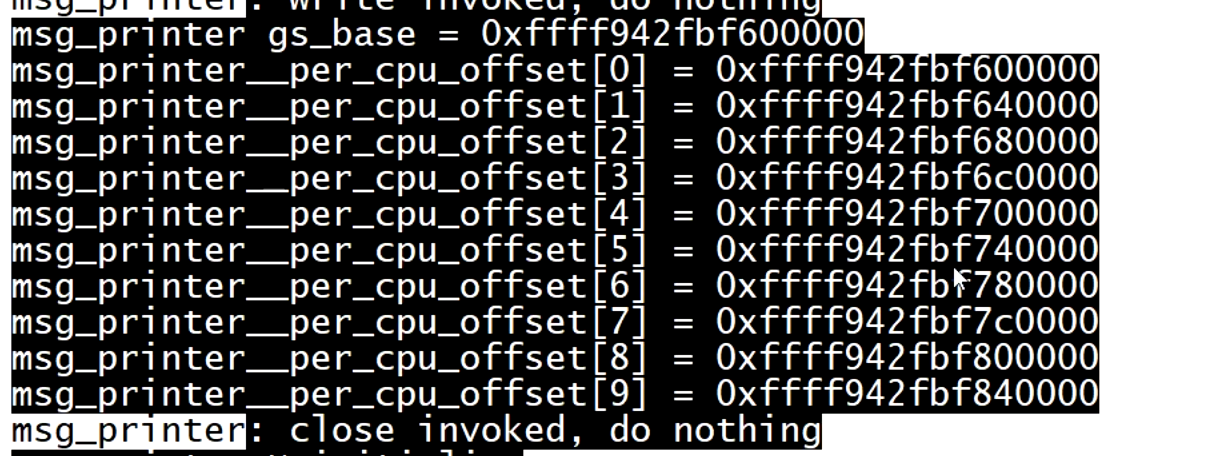 msg_printer: write invoked, do nothing
msg_printer gs_base = 0xffff942fbf600000
msg_printer__per_cpu_offset[0] = 0xffff942fbf600000
msg_printer__per_cpu_offset[1] = 0xffff942fbf640000
msg_printer__per_cpu_offset[2] = 0xffff942fbf680000
msg_printer__per_cpu_offset[3] = 0xffff942fbf6c0000
msg_printer__per_cpu_offset[4] = 0xffff942fbf700000
msg_printer__per_cpu_offset[5] = 0xffff942fbf740000
msg_printer__per_cpu_offset[6] = 0xffff942fbf780000
msg_printer__per_cpu_offset[7] = 0xffff942fbf7c0000
msg_printer__per_cpu_offset[8] = 0xffff942fbf800000
msg_printer__per_cpu_offset[9] = 0xffff942fbf840000
msg_printer: close invoked, do nothing